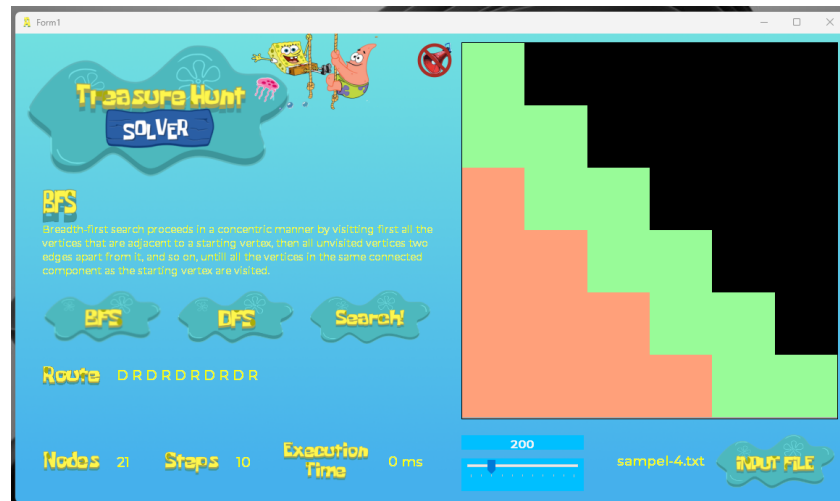 Form1
Treasure Hunt
SOLVER
BFS
Breadth-first search proceeds in a concentric manner by visitting first all the
vertices that are adjacent to a starting vertex, then all unvisited vertices two
edges apart from it, and so on, untill all the vertices in the same connected
component as the starting vertex are visited.
BFS DFS Search!
Route D R D R D R D R D R
Nodes 21 Steps 10 Execution Time 0 ms
200
sampel-4.txt INPUT FILE